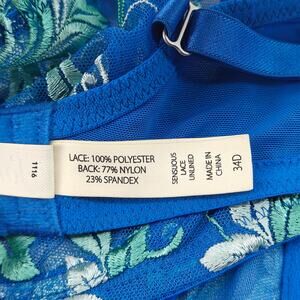 1116
LACE: 100% POLYESTER
BACK: 77% NYLON
23% SPANDEX
SENSUOUS
LACE
UNLINED
MADE IN
CHINA
34D